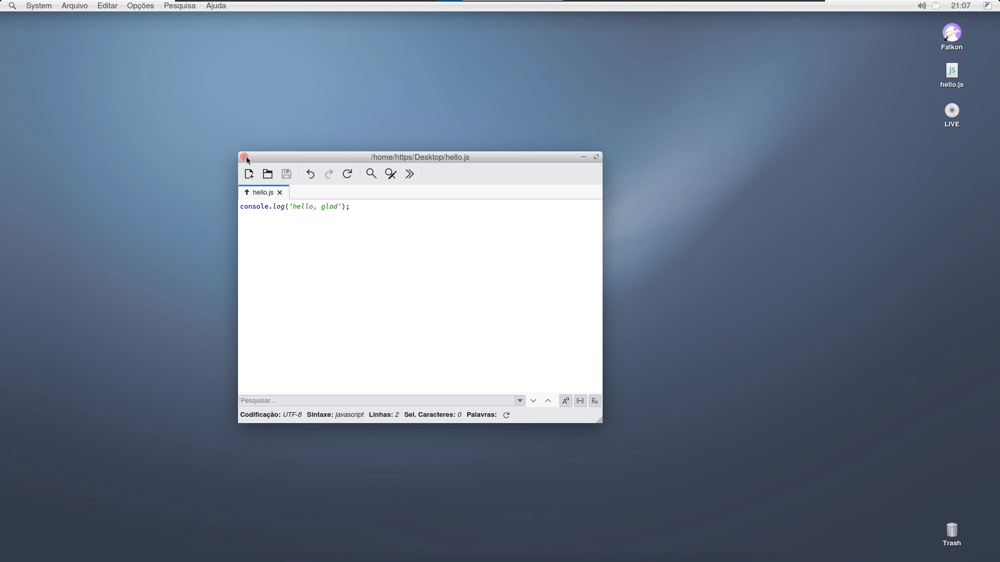 System Arquivo Editar Opções Pesquisa Ajuda 21:07
Falkon
js
hello.js
LIVE
/home/https/Desktop/hello.js
hello.js
console.log('hello, glad');
Pesquisar...
Codificação: UTF-8 Sintaxe: javascript Linhas: 2 Sel. Caracteres: 0 Palavras:
Trash